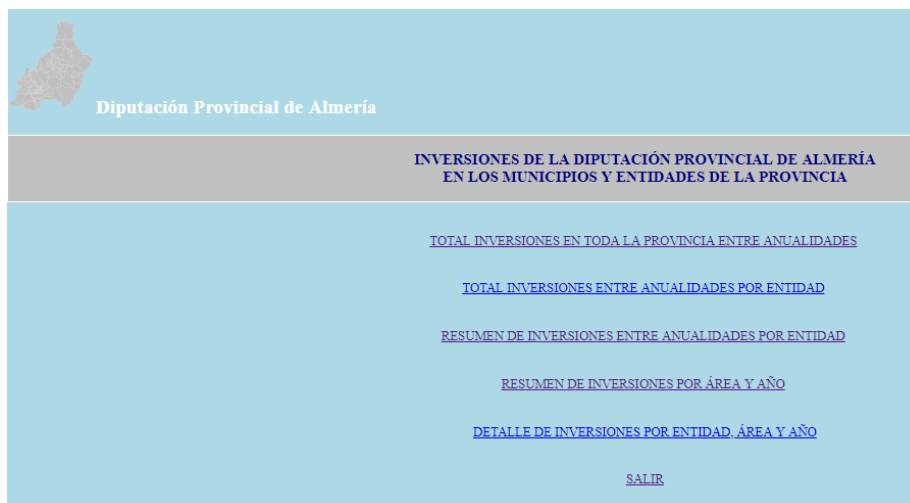 Diputación Provincial de Almería
INVERSIONES DE LA DIPUTACIÓN PROVINCIAL DE ALMERÍA
EN LOS MUNICIPIOS Y ENTIDADES DE LA PROVINCIA
TOTAL INVERSIONES EN TODA LA PROVINCIA ENTRE ANUALIDADES
TOTAL INVERSIONES ENTRE ANUALIDADES POR ENTIDAD
RESUMEN DE INVERSIONES ENTRE ANUALIDADES POR ENTIDAD
RESUMEN DE INVERSIONES POR ÁREA Y AÑO
DETALLE DE INVERSIONES POR ENTIDAD, ÁREA Y AÑO
SALIR